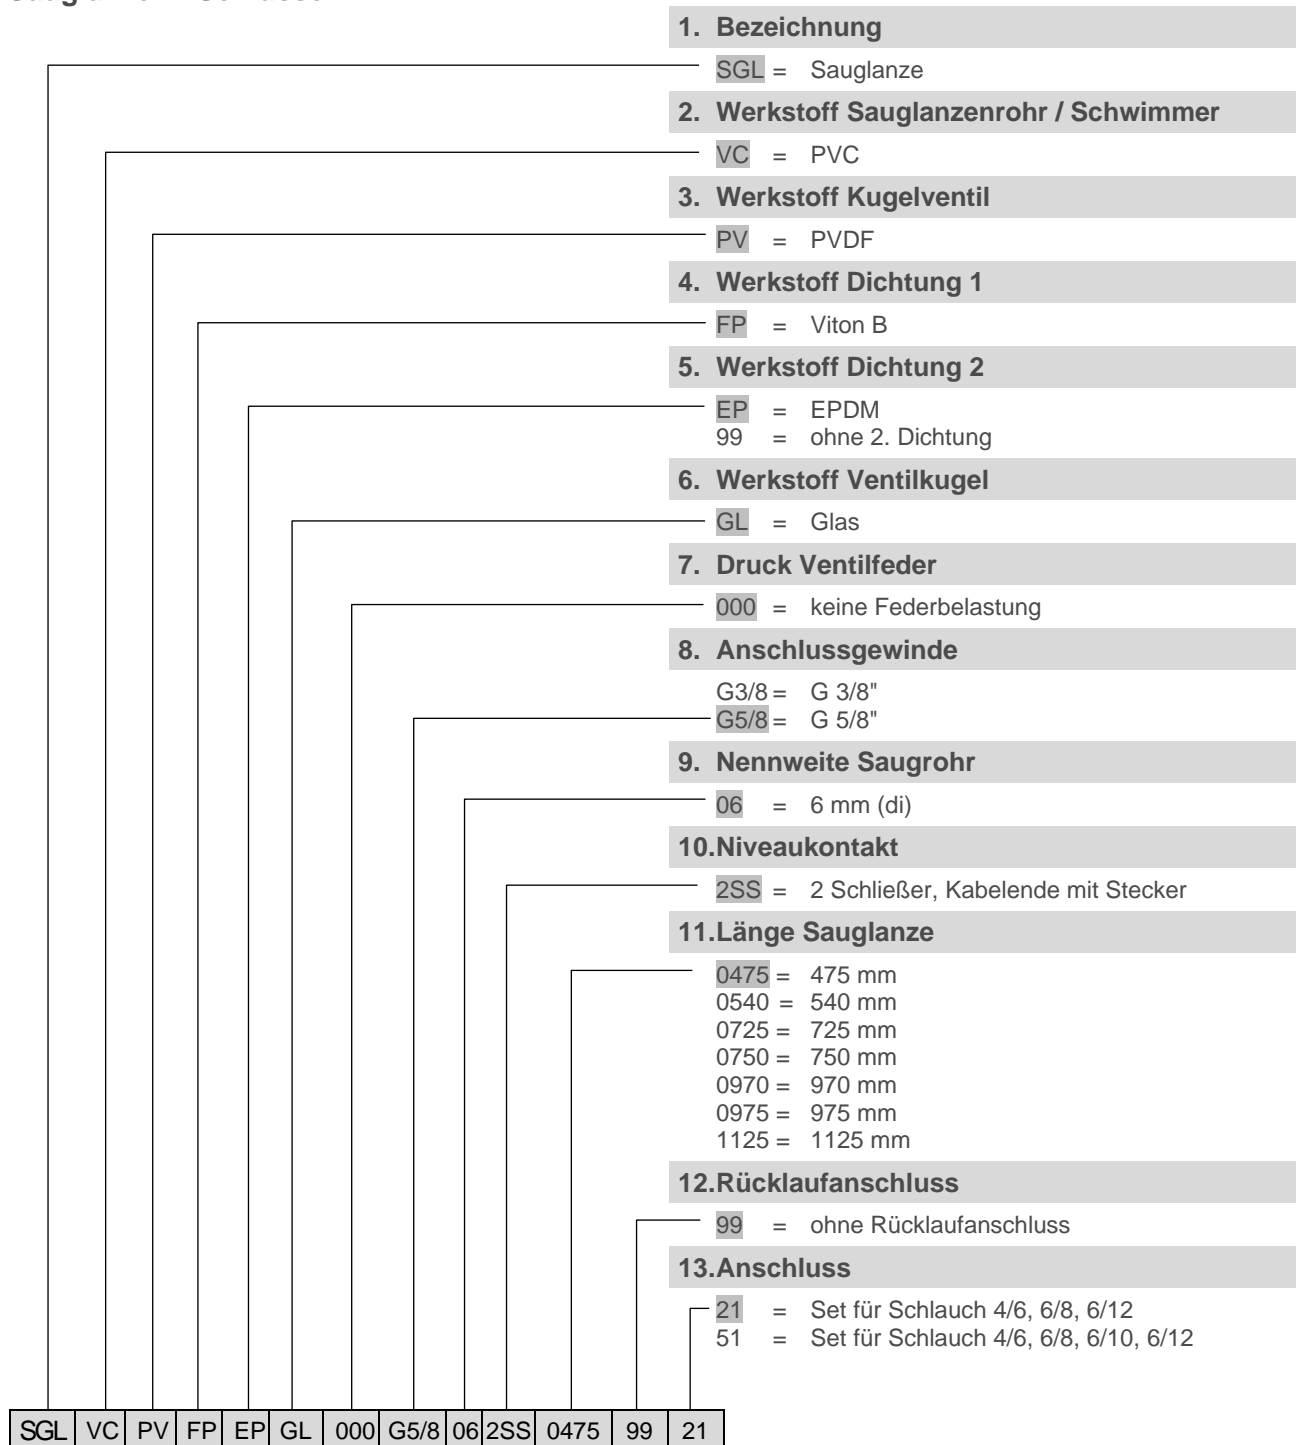 1. Bezeichnung
SGL = Sauglanze
2. Werkstoff Sauglanzenrohr / Schwimmer
VC = PVC
3. Werkstoff Kugelventil
PV = PVDF
4. Werkstoff Dichtung 1
FP = Viton B
5. Werkstoff Dichtung 2
EP = EPDM
99 = ohne 2. Dichtung
6. Werkstoff Ventilkugel
GL = Glas
7. Druck Ventilfeder
000 = keine Federbelastung
8. Anschlussgewinde
G3/8 = G 3/8"
G5/8 = G 5/8"
9. Nennweite Saugrohr
06 = 6 mm (di)
10.Niveaukontakt
2SS = 2 Schließer, Kabelende mit Stecker
11.Länge Sauglanze
0475 = 475 mm
0540 = 540 mm
0725 = 725 mm
0750 = 750 mm
0970 = 970 mm
0975 = 975 mm
1125 = 1125 mm
12.Rücklaufanschluss
99 = ohne Rücklaufanschluss
13.Anschluss
21 = Set für Schlauch 4/6, 6/8, 6/12
51 = Set für Schlauch 4/6, 6/8, 6/10, 6/12
SGL VC PV FP EP GL 000 G5/8 06 2SS 0475 99 21